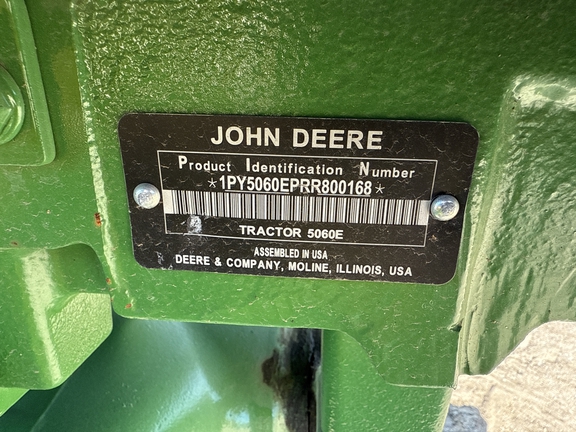 JOHN DEERE
Product Identification Number
*1PY5060EPRR800168*
TRACTOR 5060E
ASSEMBLED IN USA
DEERE & COMPANY, MOLINE, ILLINOIS, USA